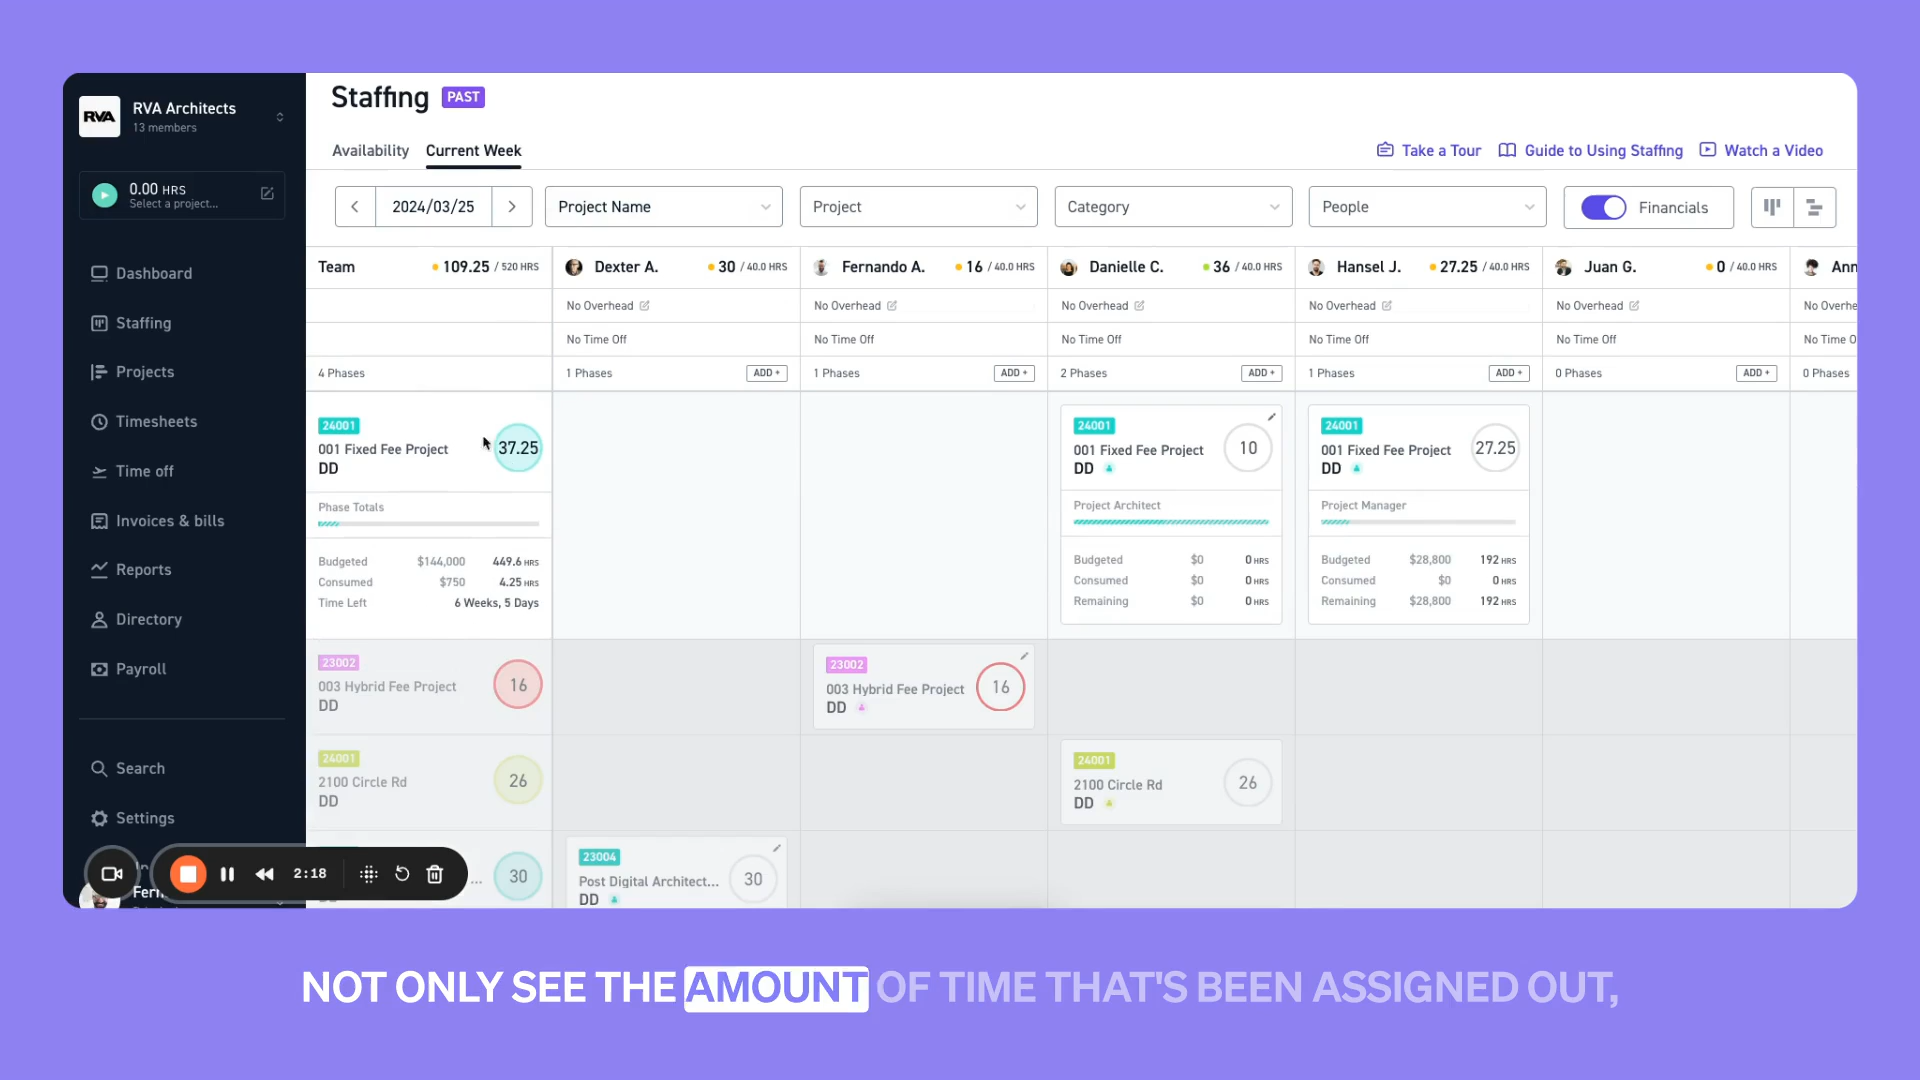 RVA
RVA Architects
13 members
0.00 HRS
Select a project...
Dashboard
Staffing
Projects
Timesheets
Time off
Invoices & bills
Reports
Directory
Payroll
Search
Settings
2:18
Staffing PAST
Availability Current Week
Take a Tour Guide to Using Staffing Watch a Video
2024/03/25 Project Name Project Category People Financials
Team 109.25 / 520 HRS Dexter A. 30 / 40.0 HRS Fernando A. 16 / 40.0 HRS Danielle C. 36 / 40.0 HRS Hansel J. 27.25 / 40.0 HRS Juan G. 0 / 40.0 HRS Ann
No Overhead No Overhead No Overhead No Overhead No Overhead No Overhe
No Time Off No Time Off No Time Off No Time Off No Time Off No Time O
4 Phases 1 Phases ADD + 1 Phases ADD + 2 Phases ADD + 1 Phases ADD + 0 Phases ADD + 0 Phases
24001
001 Fixed Fee Project
DD
37.25
Phase Totals
Budgeted $144,000 449.6 HRS
Consumed $750 4.25 HRS
Time Left 6 Weeks, 5 Days
24001
001 Fixed Fee Project
DD
10
Project Architect
Budgeted $0 0 HRS
Consumed $0 0 HRS
Remaining $0 0 HRS
24001
001 Fixed Fee Project
DD
27.25
Project Manager
Budgeted $28,800 192 HRS
Consumed $0 0 HRS
Remaining $28,800 192 HRS
23002
003 Hybrid Fee Project
DD
16
23002
003 Hybrid Fee Project
DD
16
24001
2100 Circle Rd
DD
26
24001
2100 Circle Rd
DD
26
... 30
23004
Post Digital Architect...
DD
30
NOT ONLY SEE THE AMOUNT OF TIME THAT'S BEEN ASSIGNED OUT,